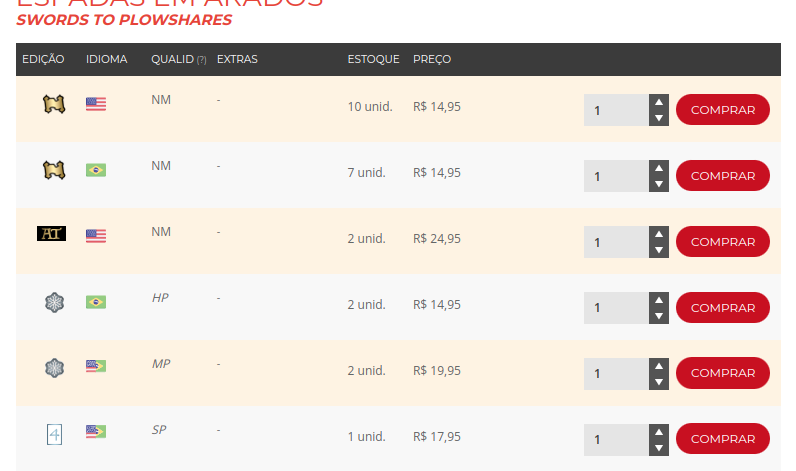 ESPADAS EM ARADOS
SWORDS TO PLOWSHARES
EDIÇÃO IDIOMA QUALID (?) EXTRAS ESTOQUE PREÇO
NM - 10 unid. R$ 14,95 1 COMPRAR
NM - 7 unid. R$ 14,95 1 COMPRAR
AT NM - 2 unid. R$ 24,95 1 COMPRAR
HP - 2 unid. R$ 14,95 1 COMPRAR
MP - 2 unid. R$ 19,95 1 COMPRAR
4 SP - 1 unid. R$ 17,95 1 COMPRAR